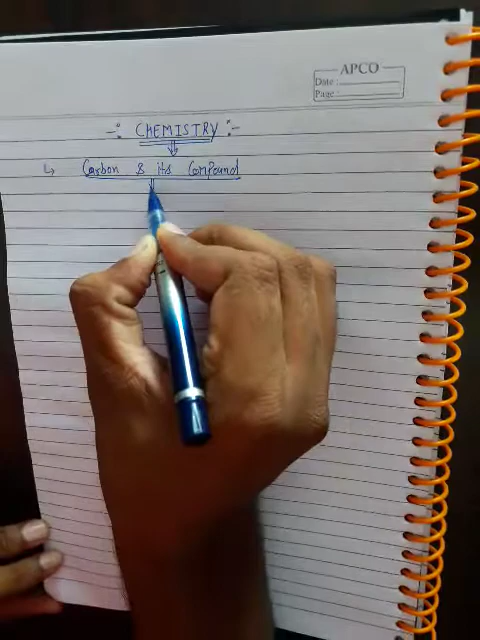 APCO
Date :
Page :
-: CHEMISTRY :-
↳ Carbon & its Compound